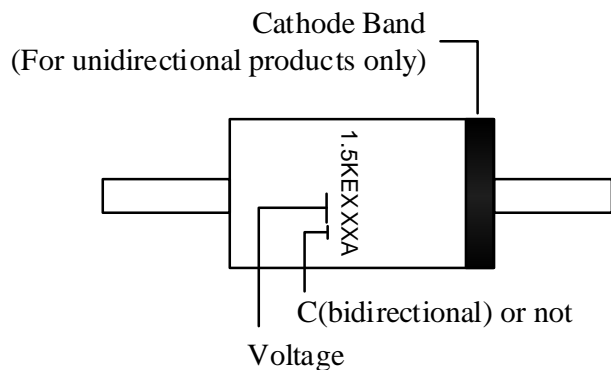 Cathode Band
(For unidirectional products only)
1.5KEXXXA
C(bidirectional) or not
Voltage